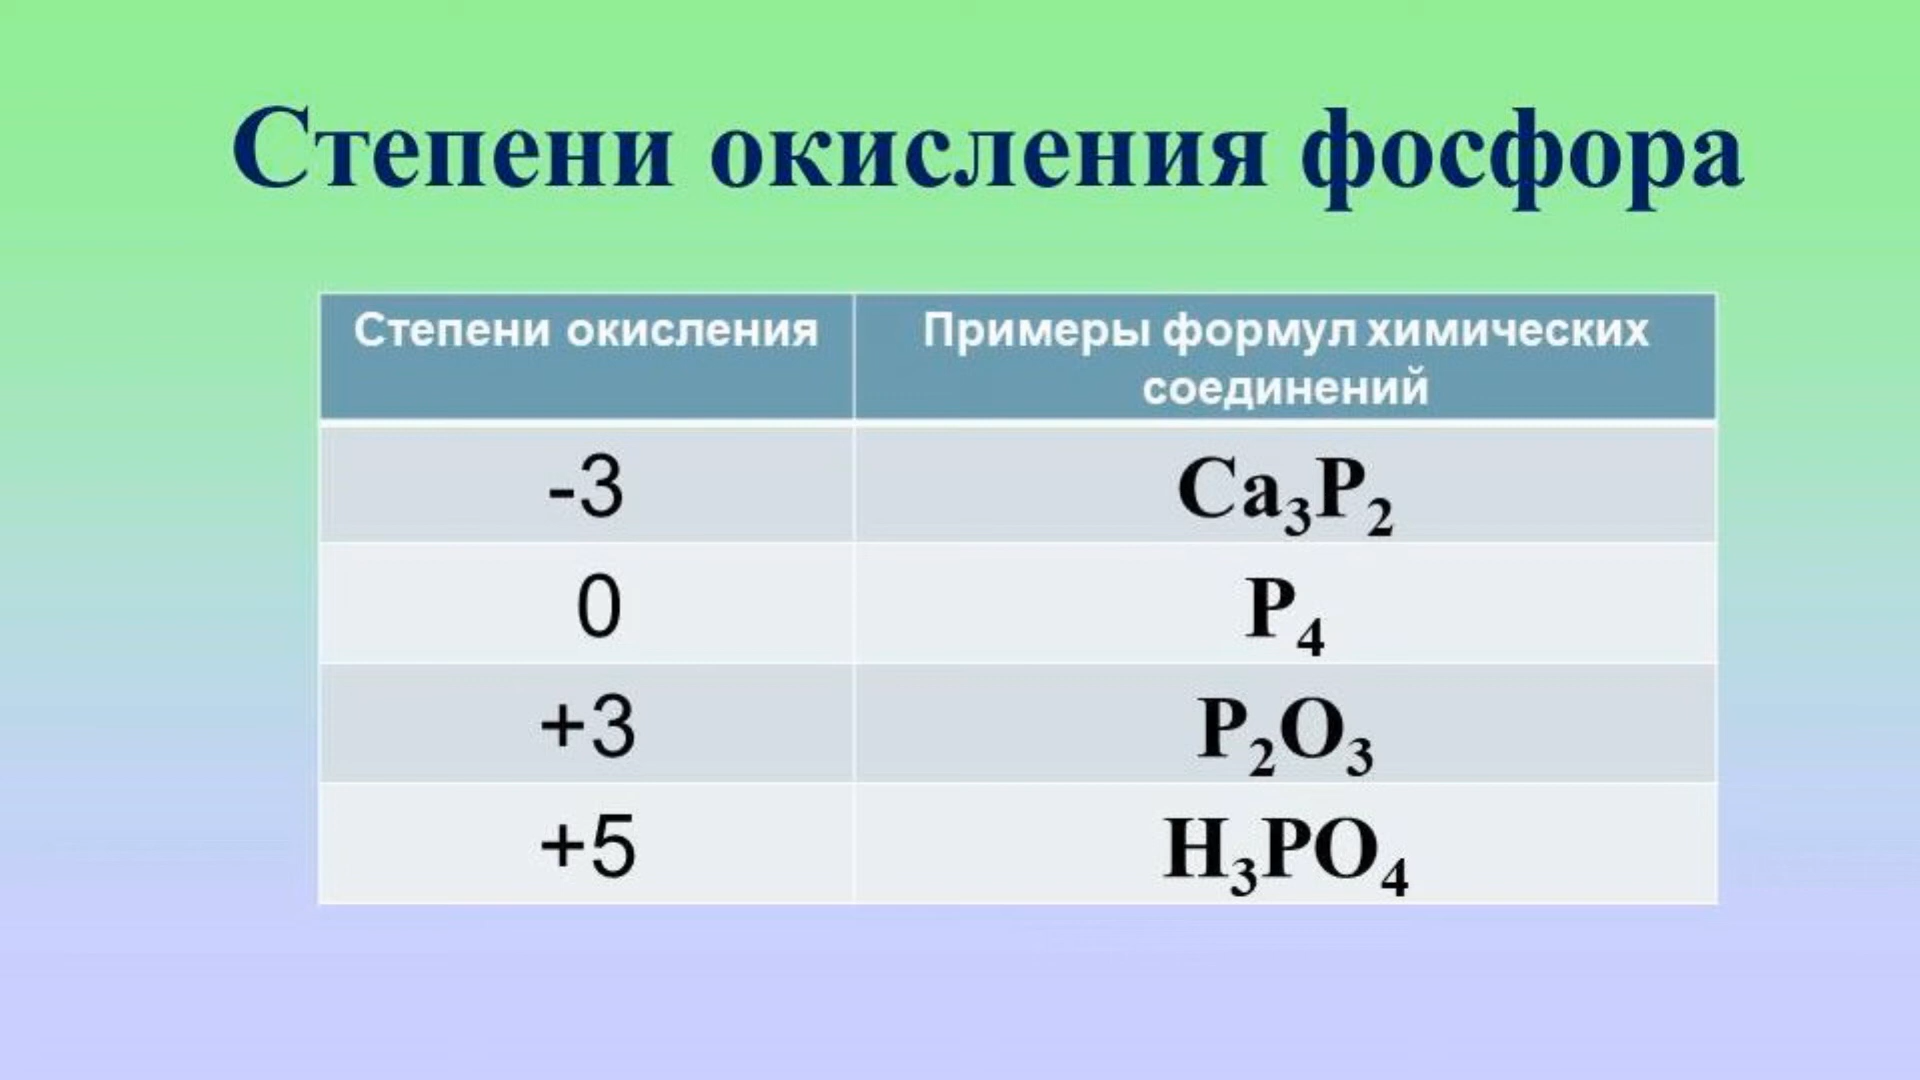 Степени окисления фосфора
Степени окисления
Примеры формул химических
соединений
-3
Ca₃P₂
0
P₄
+3
P₂O₃
+5
H₃PO₄